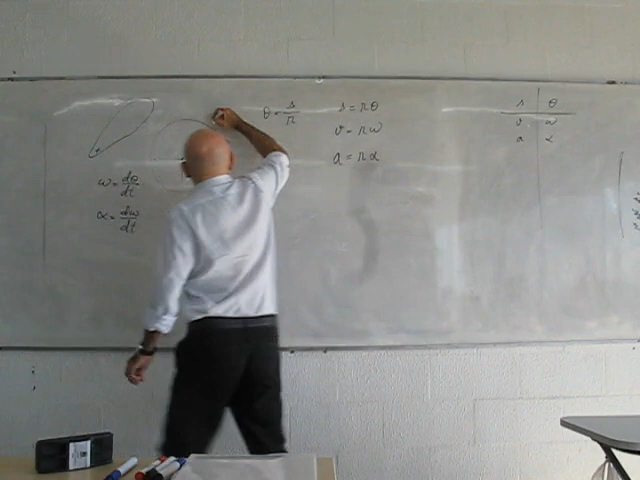 ω = dθ/dt
α = dω/dt
θ = s/r
s = rθ
v = rω
a = rα
s | θ
v | ω
a | α